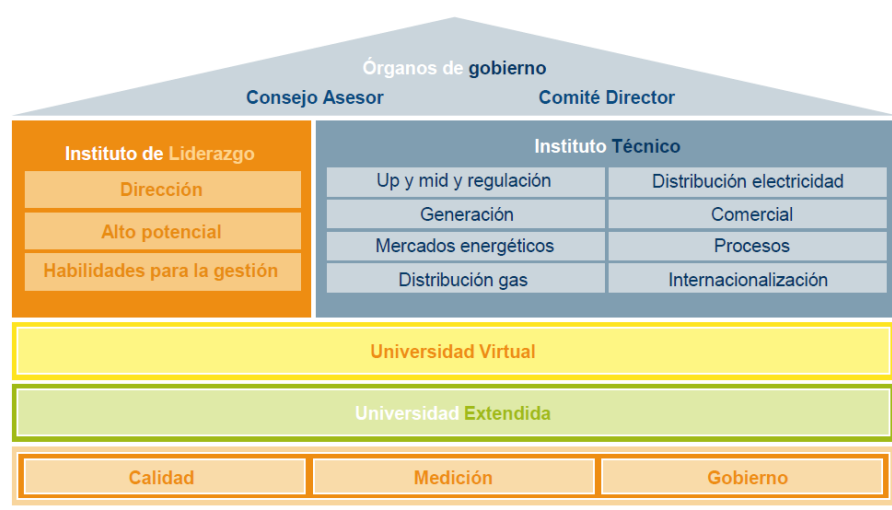 Órganos de gobierno
Consejo Asesor
Comité Director
Instituto de Liderazgo
Dirección
Alto potencial
Habilidades para la gestión
Instituto Técnico
Up y mid y regulación
Distribución electricidad
Generación
Comercial
Mercados energéticos
Procesos
Distribución gas
Internacionalización
Universidad Virtual
Universidad Extendida
Calidad
Medición
Gobierno